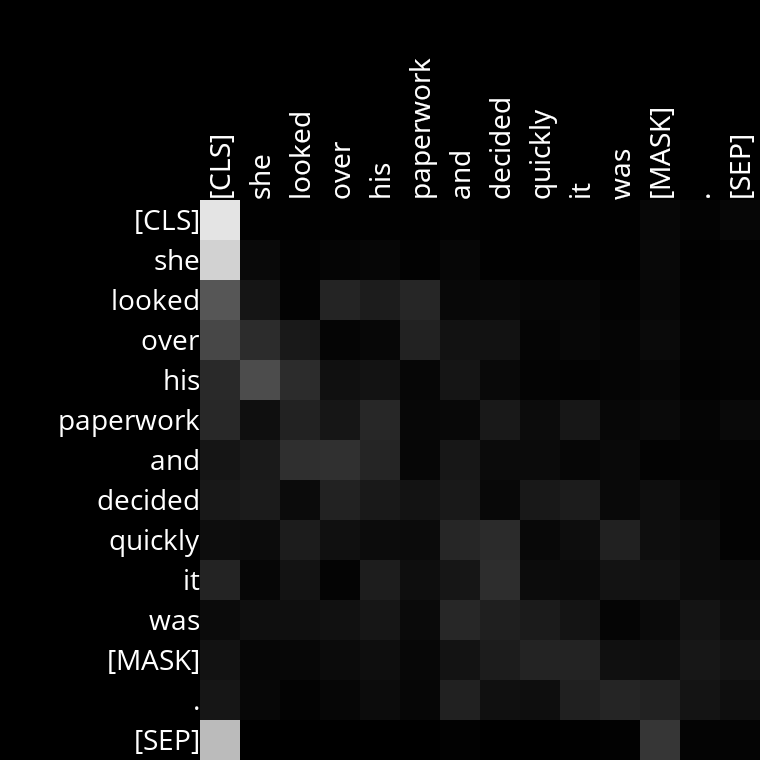 [CLS] she looked over his paperwork and decided quickly it was [MASK] . [SEP]
[CLS]
she
looked
over
his
paperwork
and
decided
quickly
it
was
[MASK]
.
[SEP]